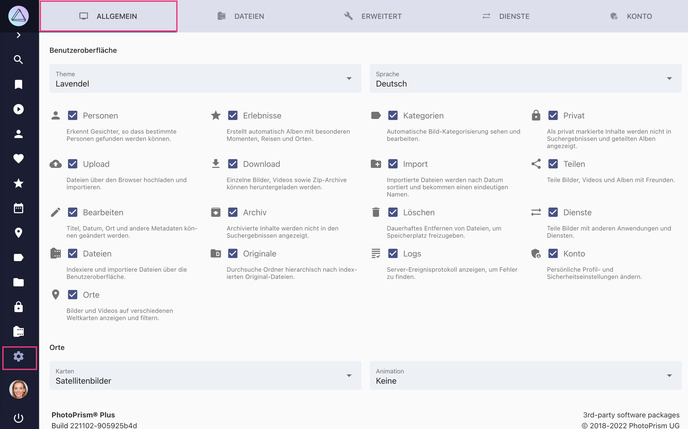 ALLGEMEIN
DATEIEN
ERWEITERT
DIENSTE
KONTO
Benutzeroberfläche
Theme
Lavendel
Sprache
Deutsch
Personen
Erkennt Gesichter, so dass bestimmte
Personen gefunden werden können.
Erlebnisse
Erstellt automatisch Alben mit besonderen
Momenten, Reisen und Orten.
Kategorien
Automatische Bild-Kategorisierung sehen und
bearbeiten.
Privat
Als privat markierte Inhalte werden nicht in
Suchergebnissen und geteilten Alben
angezeigt.
Upload
Dateien über den Browser hochladen und
importieren.
Download
Einzelne Bilder, Videos sowie Zip-Archive
können heruntergeladen werden.
Import
Importierte Dateien werden nach Datum
sortiert und bekommen einen eindeutigen
Namen.
Teilen
Teile Bilder, Videos und Alben mit Freunden.
Bearbeiten
Titel, Datum, Ort und andere Metadaten kön-
nen geändert werden.
Archiv
Archivierte Inhalte werden nicht in den
Suchergebnissen angezeigt.
Löschen
Dauerhaftes Entfernen von Dateien, um
Speicherplatz freizugeben.
Dienste
Teile Bilder mit anderen Anwendungen und
Diensten.
Dateien
Indexiere und importiere Dateien über die
Benutzeroberfläche.
Originale
Durchsuche Ordner hierarchisch nach index-
ierten Original-Dateien.
Logs
Server-Ereignisprotokoll anzeigen, um Fehler
zu finden.
Konto
Persönliche Profil- und
Sicherheitseinstellungen ändern.
Orte
Bilder und Videos auf verschiedenen
Weltkarten anzeigen und filtern.
Orte
Karten
Satellitenbilder
Animation
Keine
PhotoPrism® Plus
Build 221102-905925b4d
3rd-party software packages
© 2018-2022 PhotoPrism UG